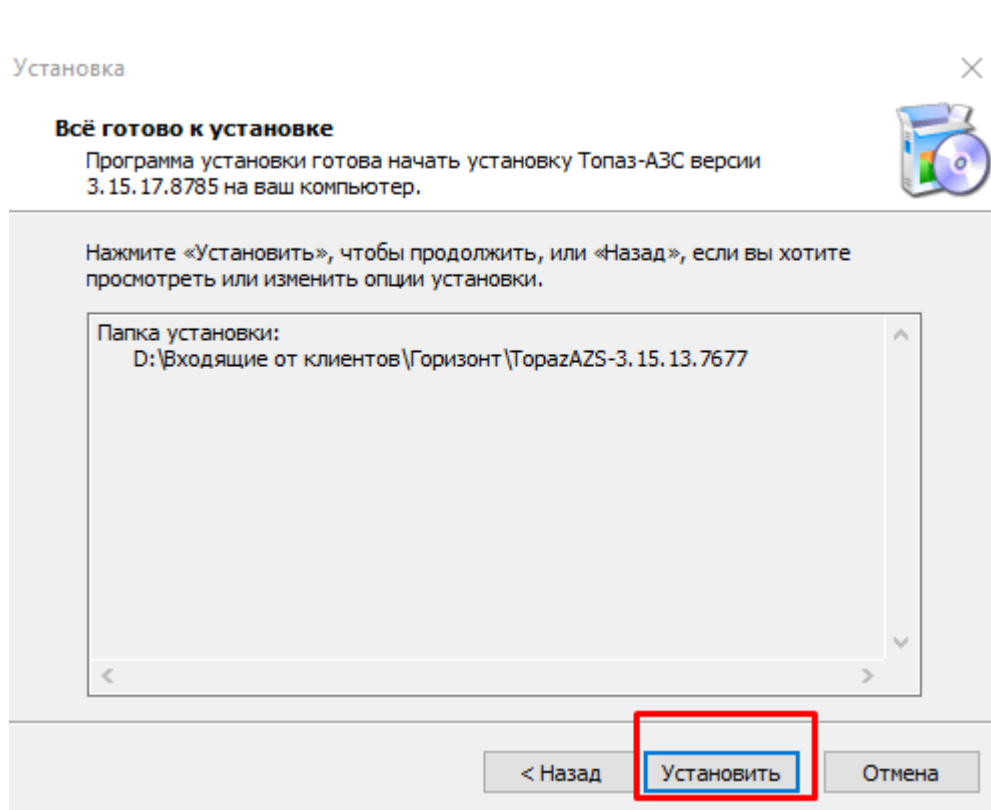 Установка
Всё готово к установке
Программа установки готова начать установку Топаз-АЗС версии
3.15.17.8785 на ваш компьютер.
Нажмите «Установить», чтобы продолжить, или «Назад», если вы хотите
просмотреть или изменить опции установки.
Папка установки:
D:\Входящие от клиентов\Горизонт\TopazAZS-3.15.13.7677
< Назад
Установить
Отмена